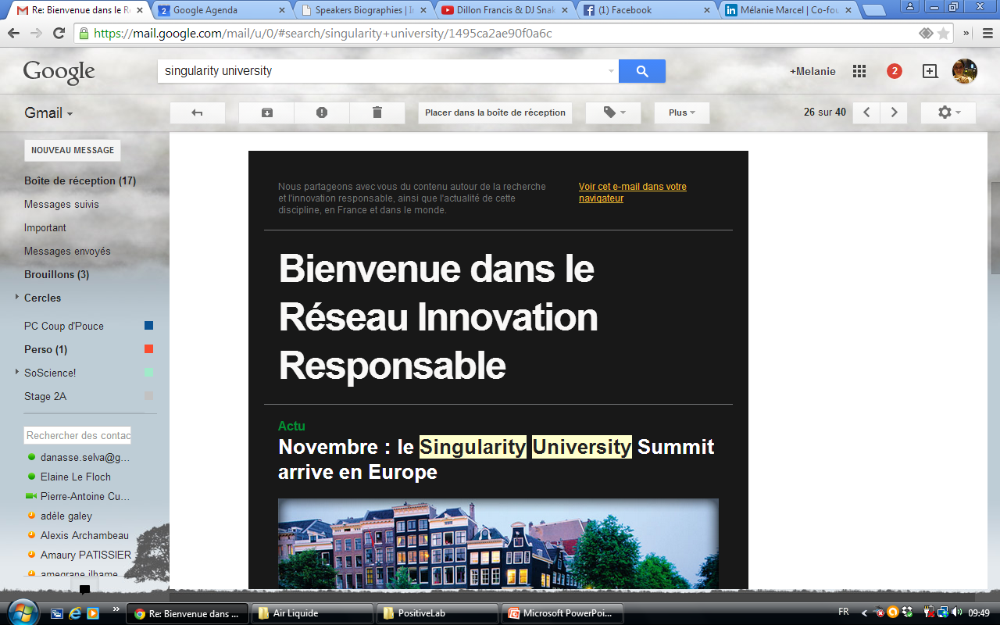 Re: Bienvenue dans le R
Google Agenda
Speakers Biographies | In
Dillon Francis & DJ Snak
(1) Facebook
Mélanie Marcel | Co-fou
https://mail.google.com/mail/u/0/#search/singularity+university/1495ca2ae90f0a6c
Google
singularity university
+Melanie
2
Gmail
Placer dans la boîte de réception
Plus
26 sur 40
NOUVEAU MESSAGE
Boîte de réception (17)
Messages suivis
Important
Messages envoyés
Brouillons (3)
Cercles
PC Coup d'Pouce
Perso (1)
SoScience!
Stage 2A
Rechercher des contac
danasse.selva@g...
Elaine Le Floch
Pierre-Antoine Cu...
adèle galey
Alexis Archambeau
Amaury PATISSIER
amegrane ilhame
Nous partageons avec vous du contenu autour de la recherche
et l'innovation responsable, ainsi que l'actualité de cette
discipline, en France et dans le monde.
Voir cet e-mail dans votre
navigateur
Bienvenue dans le
Réseau Innovation
Responsable
Actu
Novembre : le Singularity University Summit
arrive en Europe
Re: Bienvenue dans ...
Air Liquide
PositiveLab
Microsoft PowerPoi...
FR
09:49